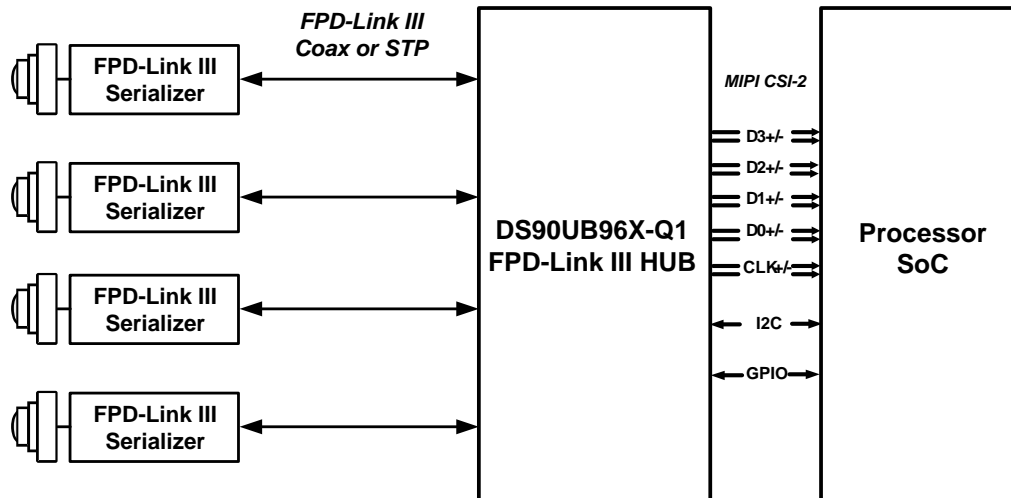 FPD-Link III
Coax or STP
FPD-Link III
Serializer
FPD-Link III
Serializer
FPD-Link III
Serializer
FPD-Link III
Serializer
DS90UB96X-Q1
FPD-Link III HUB
MIPI CSI-2
D3+/-
D2+/-
D1+/-
D0+/-
CLK+/-
I2C
GPIO
Processor
SoC